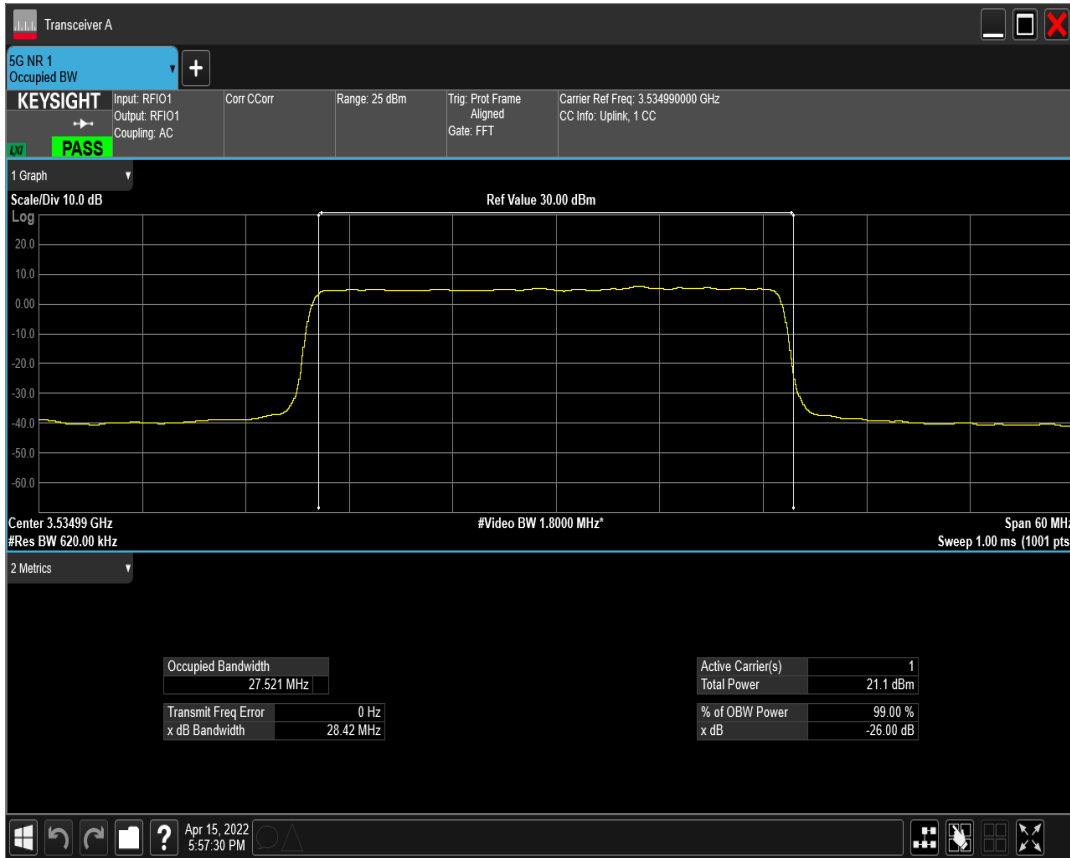 Transceiver A
5G NR 1
Occupied BW
+
KEYSIGHT
LXI
PASS
Input: RFIO1
Output: RFIO1
Coupling: AC
Corr CCorr
Range: 25 dBm
Trig: Prot Frame
Aligned
Gate: FFT
Carrier Ref Freq: 3.534990000 GHz
CC Info: Uplink, 1 CC
1 Graph
Scale/Div 10.0 dB
Ref Value 30.00 dBm
Log
20.0
10.0
0.00
-10.0
-20.0
-30.0
-40.0
-50.0
-60.0
Center 3.53499 GHz
#Video BW 1.8000 MHz*
Span 60 MHz
#Res BW 620.00 kHz
Sweep 1.00 ms (1001 pts
2 Metrics
Occupied Bandwidth
27.521 MHz
Transmit Freq Error 0 Hz
x dB Bandwidth 28.42 MHz
Active Carrier(s) 1
Total Power 21.1 dBm
% of OBW Power 99.00 %
x dB -26.00 dB
?
Apr 15, 2022
5:57:30 PM